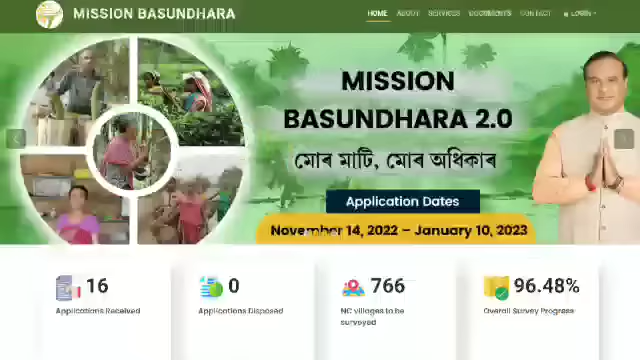 MISSION BASUNDHARA
HOME ABOUT SERVICES DOCUMENTS CONTACT LOGIN
MISSION
BASUNDHARA 2.0
মোৰ মাটি, মোৰ অধিকাৰ
Application Dates
November 14, 2022 – January 10, 2023
16
Applications Received
0
Applications Disposed
766
NC villages to be
surveyed
96.48%
Overall Survey Progress